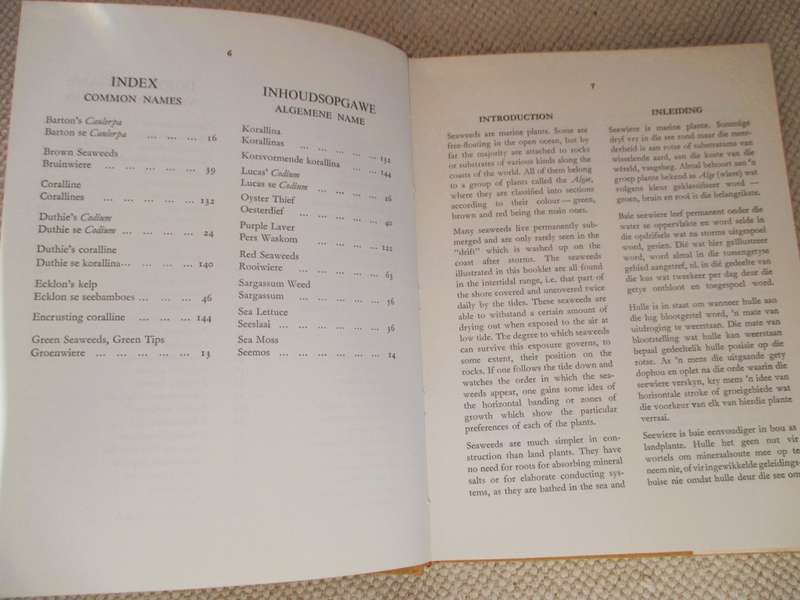 6
INDEX
COMMON NAMES
Barton's Caulerpa
Barton se Caulerpa ... ... ... 16
Brown Seaweeds
Bruinwiere ... ... ... ... ... 39
Coralline
Corallines ... ... ... ... ... 132
Duthie's Codium
Duthie se Codium ... ... ... 24
Duthie's coralline
Duthie se korallina... ... ... 140
Ecklon's kelp
Ecklon se seebamboes ... ... 46
Encrusting coralline ... ... ... 144
Green Seaweeds, Green Tips
Groenwiere ... ... ... ... ... 13
INHOUDSOPGAWE
ALGEMENE NAME
Korallina
Korallinas ... ... ... ... ... 132
Korsvormende korallina ... ... 144
Lucas' Codium
Lucas se Codium ... ... ... 26
Oyster Thief
Oesterdief ... ... ... ... ... 40
Purple Laver
Pers Waskom ... ... ... ... 122
Red Seaweeds
Rooiwiere ... ... ... ... ... 63
Sargassum Weed
Sargassum ... ... ... ... ... 56
Sea Lettuce
Seeslaai ... ... ... ... ... ... 36
Sea Moss
Seemos ... ... ... ... ... ... 14
7
INTRODUCTION
Seaweeds are marine plants. Some are
free-floating in the open ocean, but by
far the majority are attached to rocks
or substrates of various kinds along the
coasts of the world. All of them belong
to a group of plants called the Algae,
where they are classified into sections
according to their colour — green,
brown and red being the main ones.
Many seaweeds live permanently sub-
merged and are only rarely seen in the
"drift" which is washed up on the
coast after storms. The seaweeds
illustrated in this booklet are all found
in the intertidal range, i.e. that part of
the shore covered and uncovered twice
daily by the tides. These seaweeds are
able to withstand a certain amount of
drying out when exposed to the air at
low tide. The degree to which seaweeds
can survive this exposure governs, to
some extent, their position on the
rocks. If one follows the tide down and
watches the order in which the sea-
weeds appear, one gains some idea of
the horizontal banding or zones of
growth which show the particular
preferences of each of the plants.
Seaweeds are much simpler in con-
struction than land plants. They have
no need for roots for absorbing mineral
salts or for elaborate conducting sys-
tems, as they are bathed in the sea and
INLEIDING
Seewiere is marine plante. Sommige
dryf vry in die see rond maar die meer-
derheid is aan rotse of substratums van
wisselende aard, aan die kuste van die
wêreld, vasgeheg. Almal behoort aan 'n
groep plante bekend as Alge (wiere) wat
volgens kleur geklassifiseer word —
groen, bruin en rooi is die belangrikste.
Baie seewiere leef permanent onder die
water se oppervlakte en word selde in
die opdrifsels wat na storms uitgespoel
word, gesien. Dié wat hier geïllustreer
word, word almal in die tussengetyse
gebied aangetref, nl. in dié gedeelte van
die kus wat tweekeer per dag deur die
getye ontbloot en toegespoel word.
Hulle is in staat om wanneer hulle aan
die lug blootgestel word, 'n mate van
uitdroging te weerstaan. Die mate van
blootstelling wat hulle kan weerstaan
bepaal gedeeltelik hulle posisie op die
rotse. As 'n mens die uitgaande gety
dophou en oplet na die orde waarin die
seewiere verskyn, kry mens 'n idee van
horisontale stroke of groeigebiede wat
die voorkeur van elk van hierdie plante
verraai.
Seewiere is baie eenvoudiger in bou as
landplante. Hulle het geen nut vir
wortels om mineraalsoute mee op te
neem nie, of vir ingewikkelde geleidings-
buise nie omdat hulle deur die see om